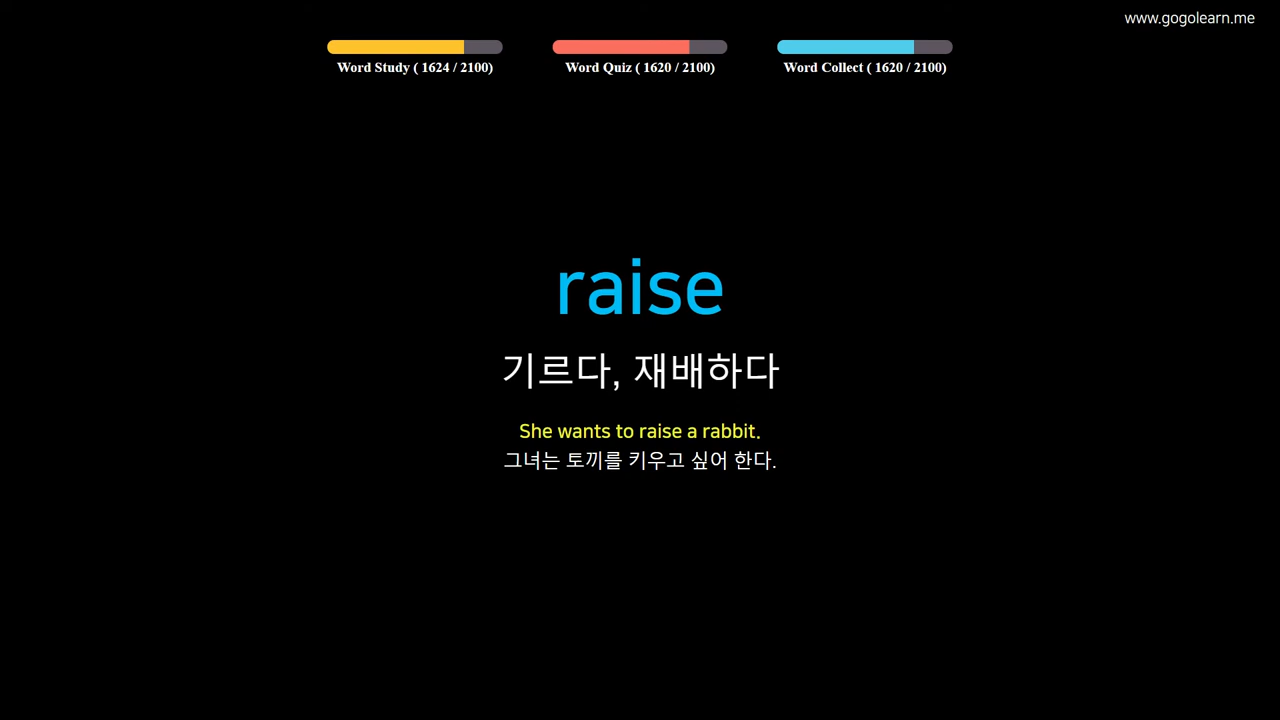 www.gogolearn.me
Word Study ( 1624 / 2100)
Word Quiz ( 1620 / 2100)
Word Collect ( 1620 / 2100)
raise
기르다, 재배하다
She wants to raise a rabbit.
그녀는 토끼를 키우고 싶어 한다.